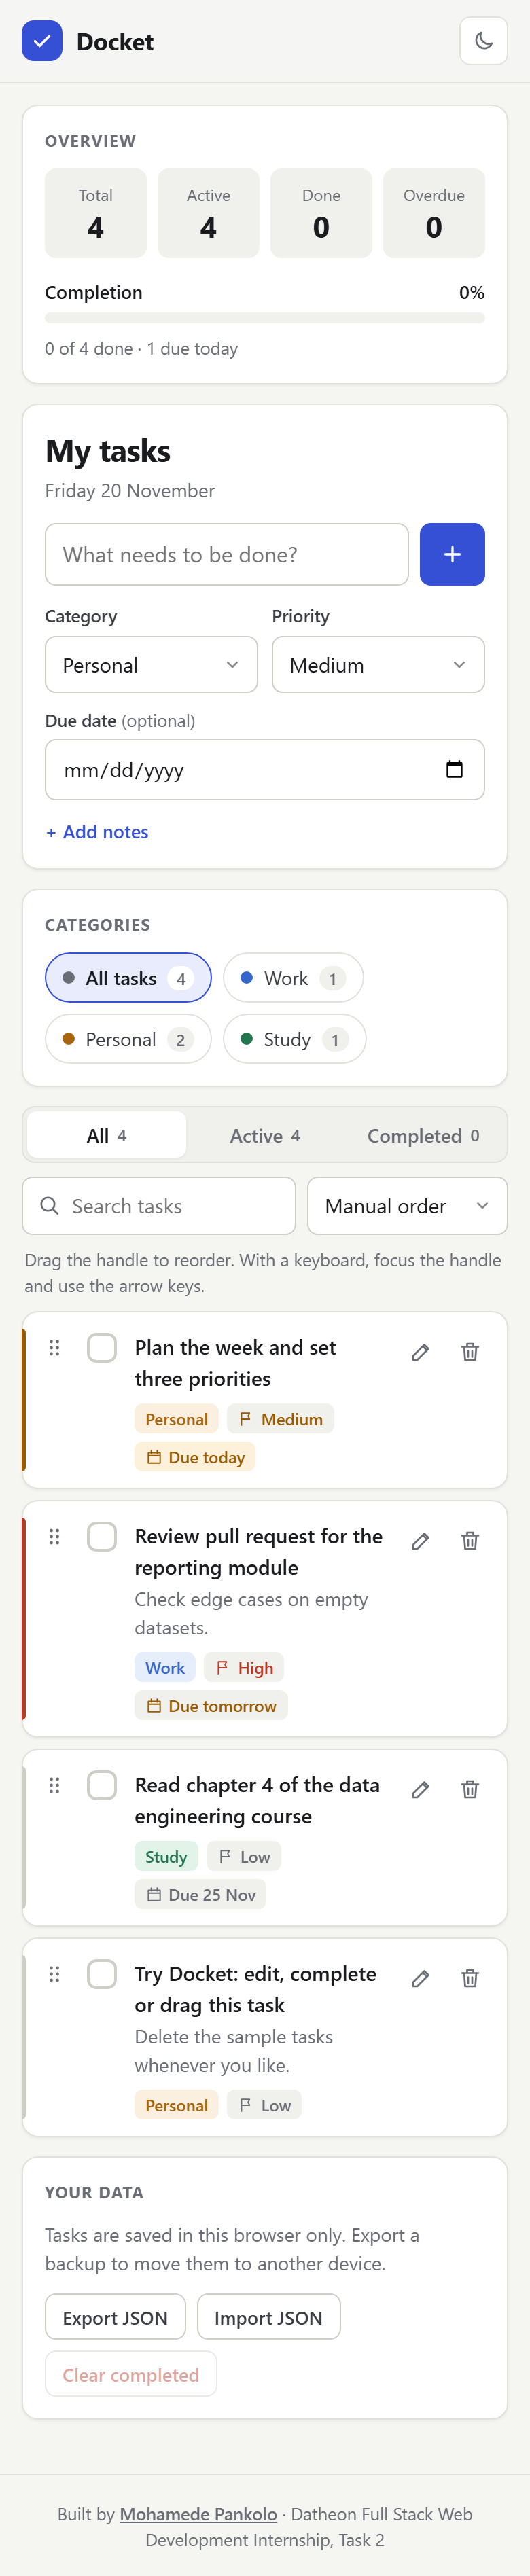 Docket
OVERVIEW
Total
4
Active
4
Done
0
Overdue
0
Completion 0%
0 of 4 done · 1 due today
My tasks
Friday 20 November
What needs to be done?
+
Category
Priority
Personal
Medium
Due date (optional)
mm/dd/yyyy
+ Add notes
CATEGORIES
All tasks 4
Work 1
Personal 2
Study 1
All 4
Active 4
Completed 0
Search tasks
Manual order
Drag the handle to reorder. With a keyboard, focus the handle
and use the arrow keys.
Plan the week and set
three priorities
Personal
Medium
Due today
Review pull request for the
reporting module
Check edge cases on empty
datasets.
Work
High
Due tomorrow
Read chapter 4 of the data
engineering course
Study
Low
Due 25 Nov
Try Docket: edit, complete
or drag this task
Delete the sample tasks
whenever you like.
Personal
Low
YOUR DATA
Tasks are saved in this browser only. Export a
backup to move them to another device.
Export JSON
Import JSON
Clear completed
Built by Mohamede Pankolo · Datheon Full Stack Web
Development Internship, Task 2